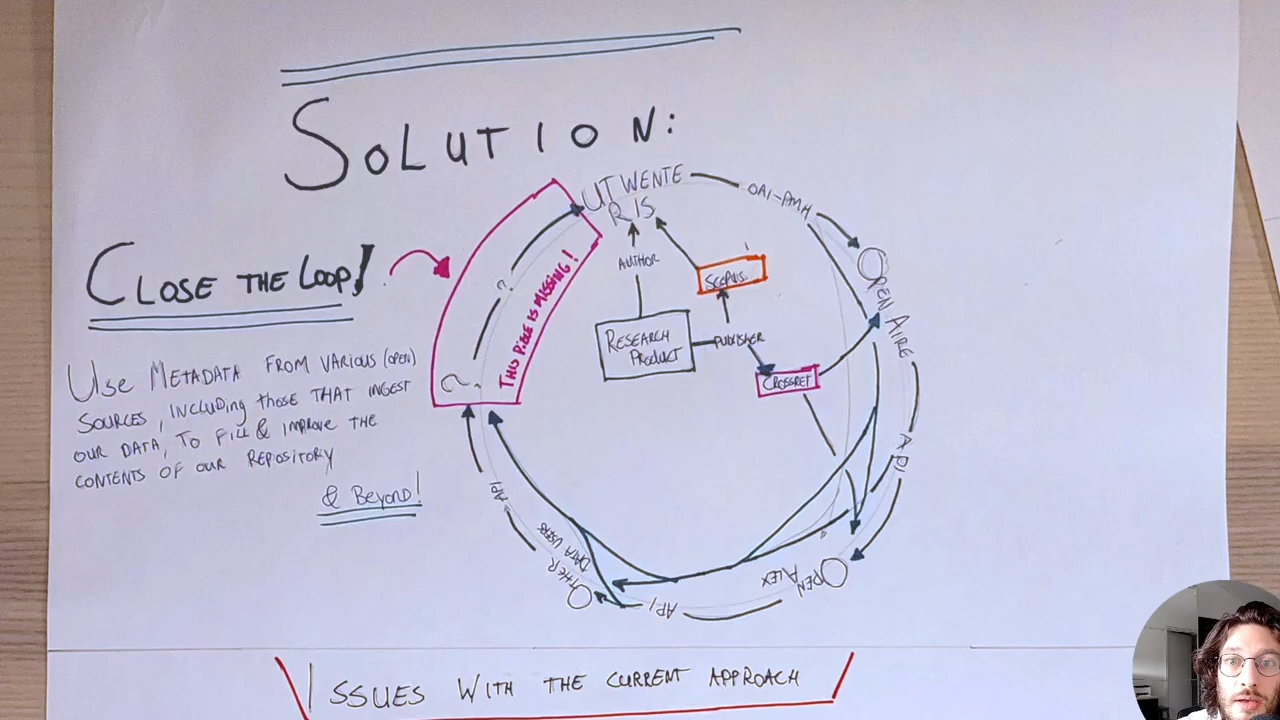 SOLUTION:
CLOSE THE LOOP!
USE METADATA FROM VARIOUS (OPEN)
SOURCES, INCLUDING THOSE THAT INGEST
OUR DATA, TO FILL & IMPROVE THE
CONTENTS OF OUR REPOSITORY
& BEYOND!
UTWENTE
RIS
OAI-PMH
OPEN AIRE
API
OPEN ALEX
API
OTHER
DATA USERS
API
?
?
THIS PIECE IS MISSING!
AUTHOR
SCOPUS
RESEARCH
PRODUCT
PUBLISHER
CROSSREF
ISSUES WITH THE CURRENT APPROACH